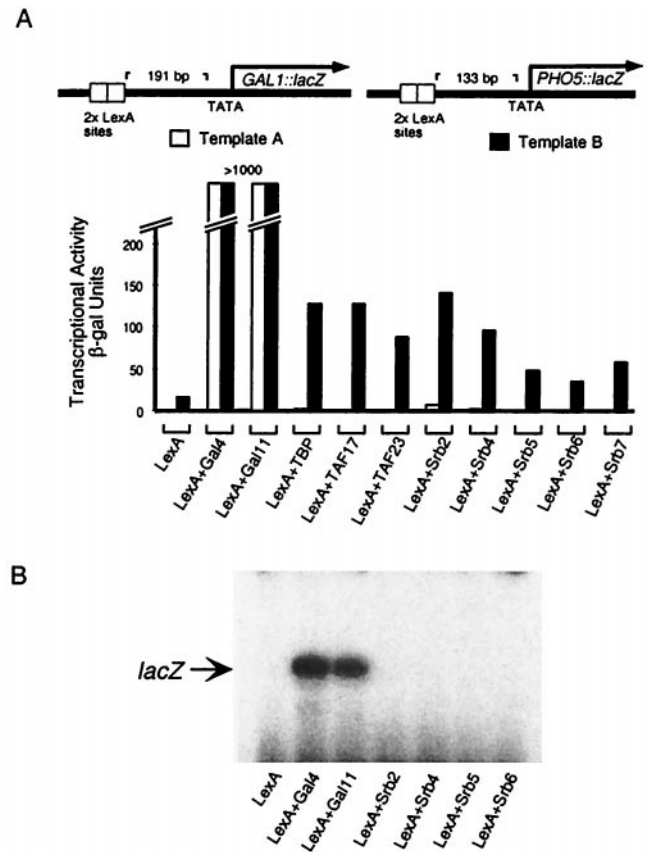 A
191 bp
GAL1::lacZ
133 bp
PHO5::lacZ
TATA
TATA
2x LexA
sites
2x LexA
sites
Template A
Template B
>1000
Transcriptional Activity
β-gal Units
200
150
100
50
0
LexA
LexA+Gal4
LexA+Gal11
LexA+TBP
LexA+TAF17
LexA+TAF23
LexA+Srb2
LexA+Srb4
LexA+Srb5
LexA+Srb6
LexA+Srb7
B
lacZ
LexA
LexA+Gal4
LexA+Gal11
LexA+Srb2
LexA+Srb4
LexA+Srb5
LexA+Srb6